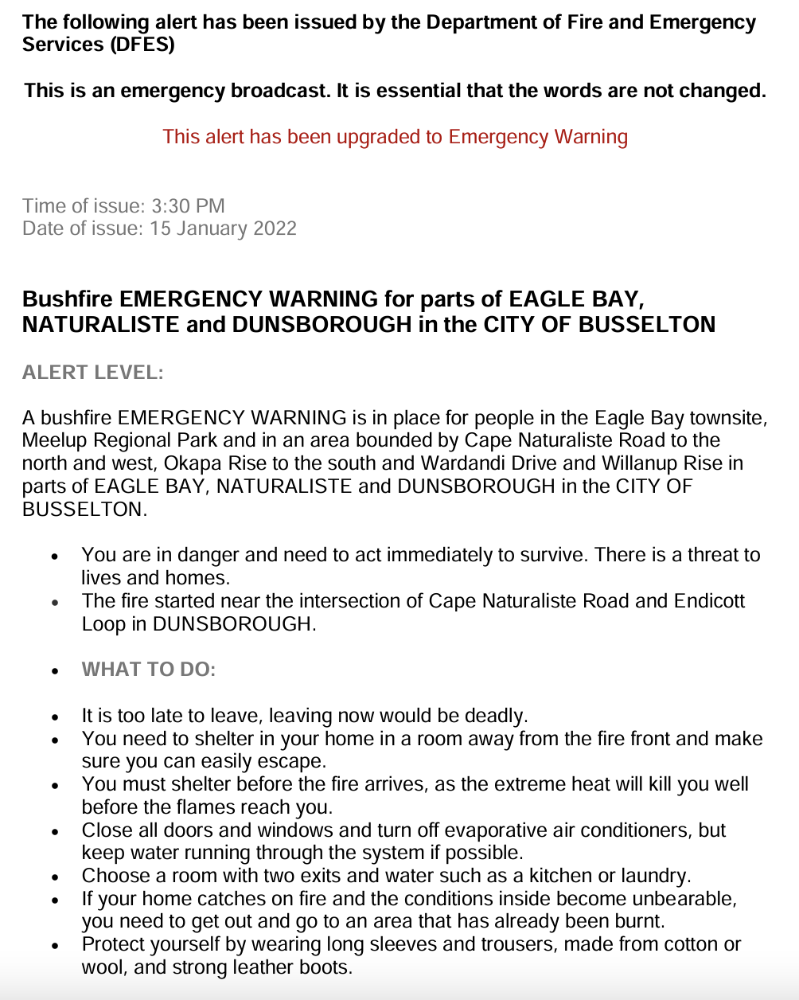 The following alert has been issued by the Department of Fire and Emergency
Services (DFES)
This is an emergency broadcast. It is essential that the words are not changed.
This alert has been upgraded to Emergency Warning
Time of issue: 3:30 PM
Date of issue: 15 January 2022
Bushfire EMERGENCY WARNING for parts of EAGLE BAY,
NATURALISTE and DUNSBOROUGH in the CITY OF BUSSELTON
ALERT LEVEL:
A bushfire EMERGENCY WARNING is in place for people in the Eagle Bay townsite,
Meelup Regional Park and in an area bounded by Cape Naturaliste Road to the
north and west, Okapa Rise to the south and Wardandi Drive and Willanup Rise in
parts of EAGLE BAY, NATURALISTE and DUNSBOROUGH in the CITY OF
BUSSELTON.
• You are in danger and need to act immediately to survive. There is a threat to
lives and homes.
• The fire started near the intersection of Cape Naturaliste Road and Endicott
Loop in DUNSBOROUGH.
• WHAT TO DO:
• It is too late to leave, leaving now would be deadly.
• You need to shelter in your home in a room away from the fire front and make
sure you can easily escape.
• You must shelter before the fire arrives, as the extreme heat will kill you well
before the flames reach you.
• Close all doors and windows and turn off evaporative air conditioners, but
keep water running through the system if possible.
• Choose a room with two exits and water such as a kitchen or laundry.
• If your home catches on fire and the conditions inside become unbearable,
you need to get out and go to an area that has already been burnt.
• Protect yourself by wearing long sleeves and trousers, made from cotton or
wool, and strong leather boots.